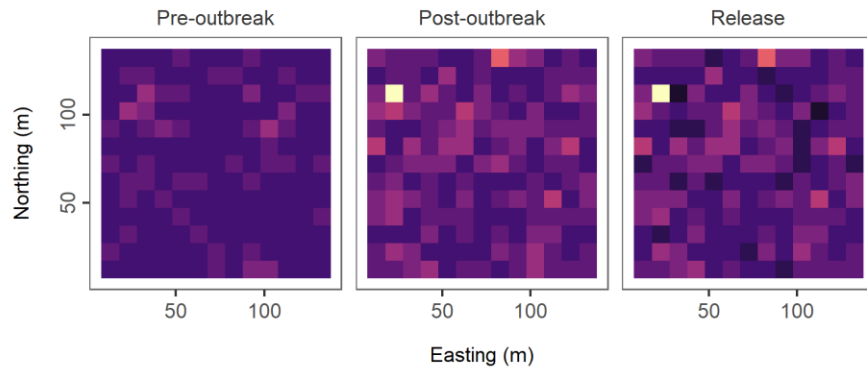 Pre-outbreak Post-outbreak Release
Northing (m)
100
50
50 100 50 100 50 100
Easting (m)